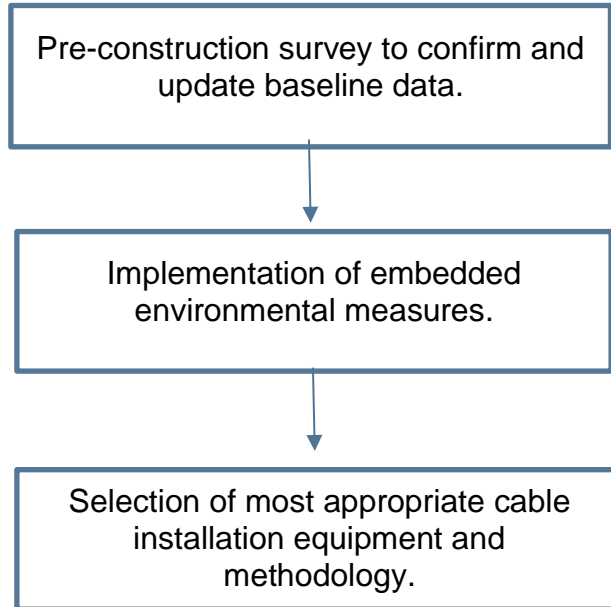 Pre-construction survey to confirm and
update baseline data.
Implementation of embedded
environmental measures.
Selection of most appropriate cable
installation equipment and
methodology.